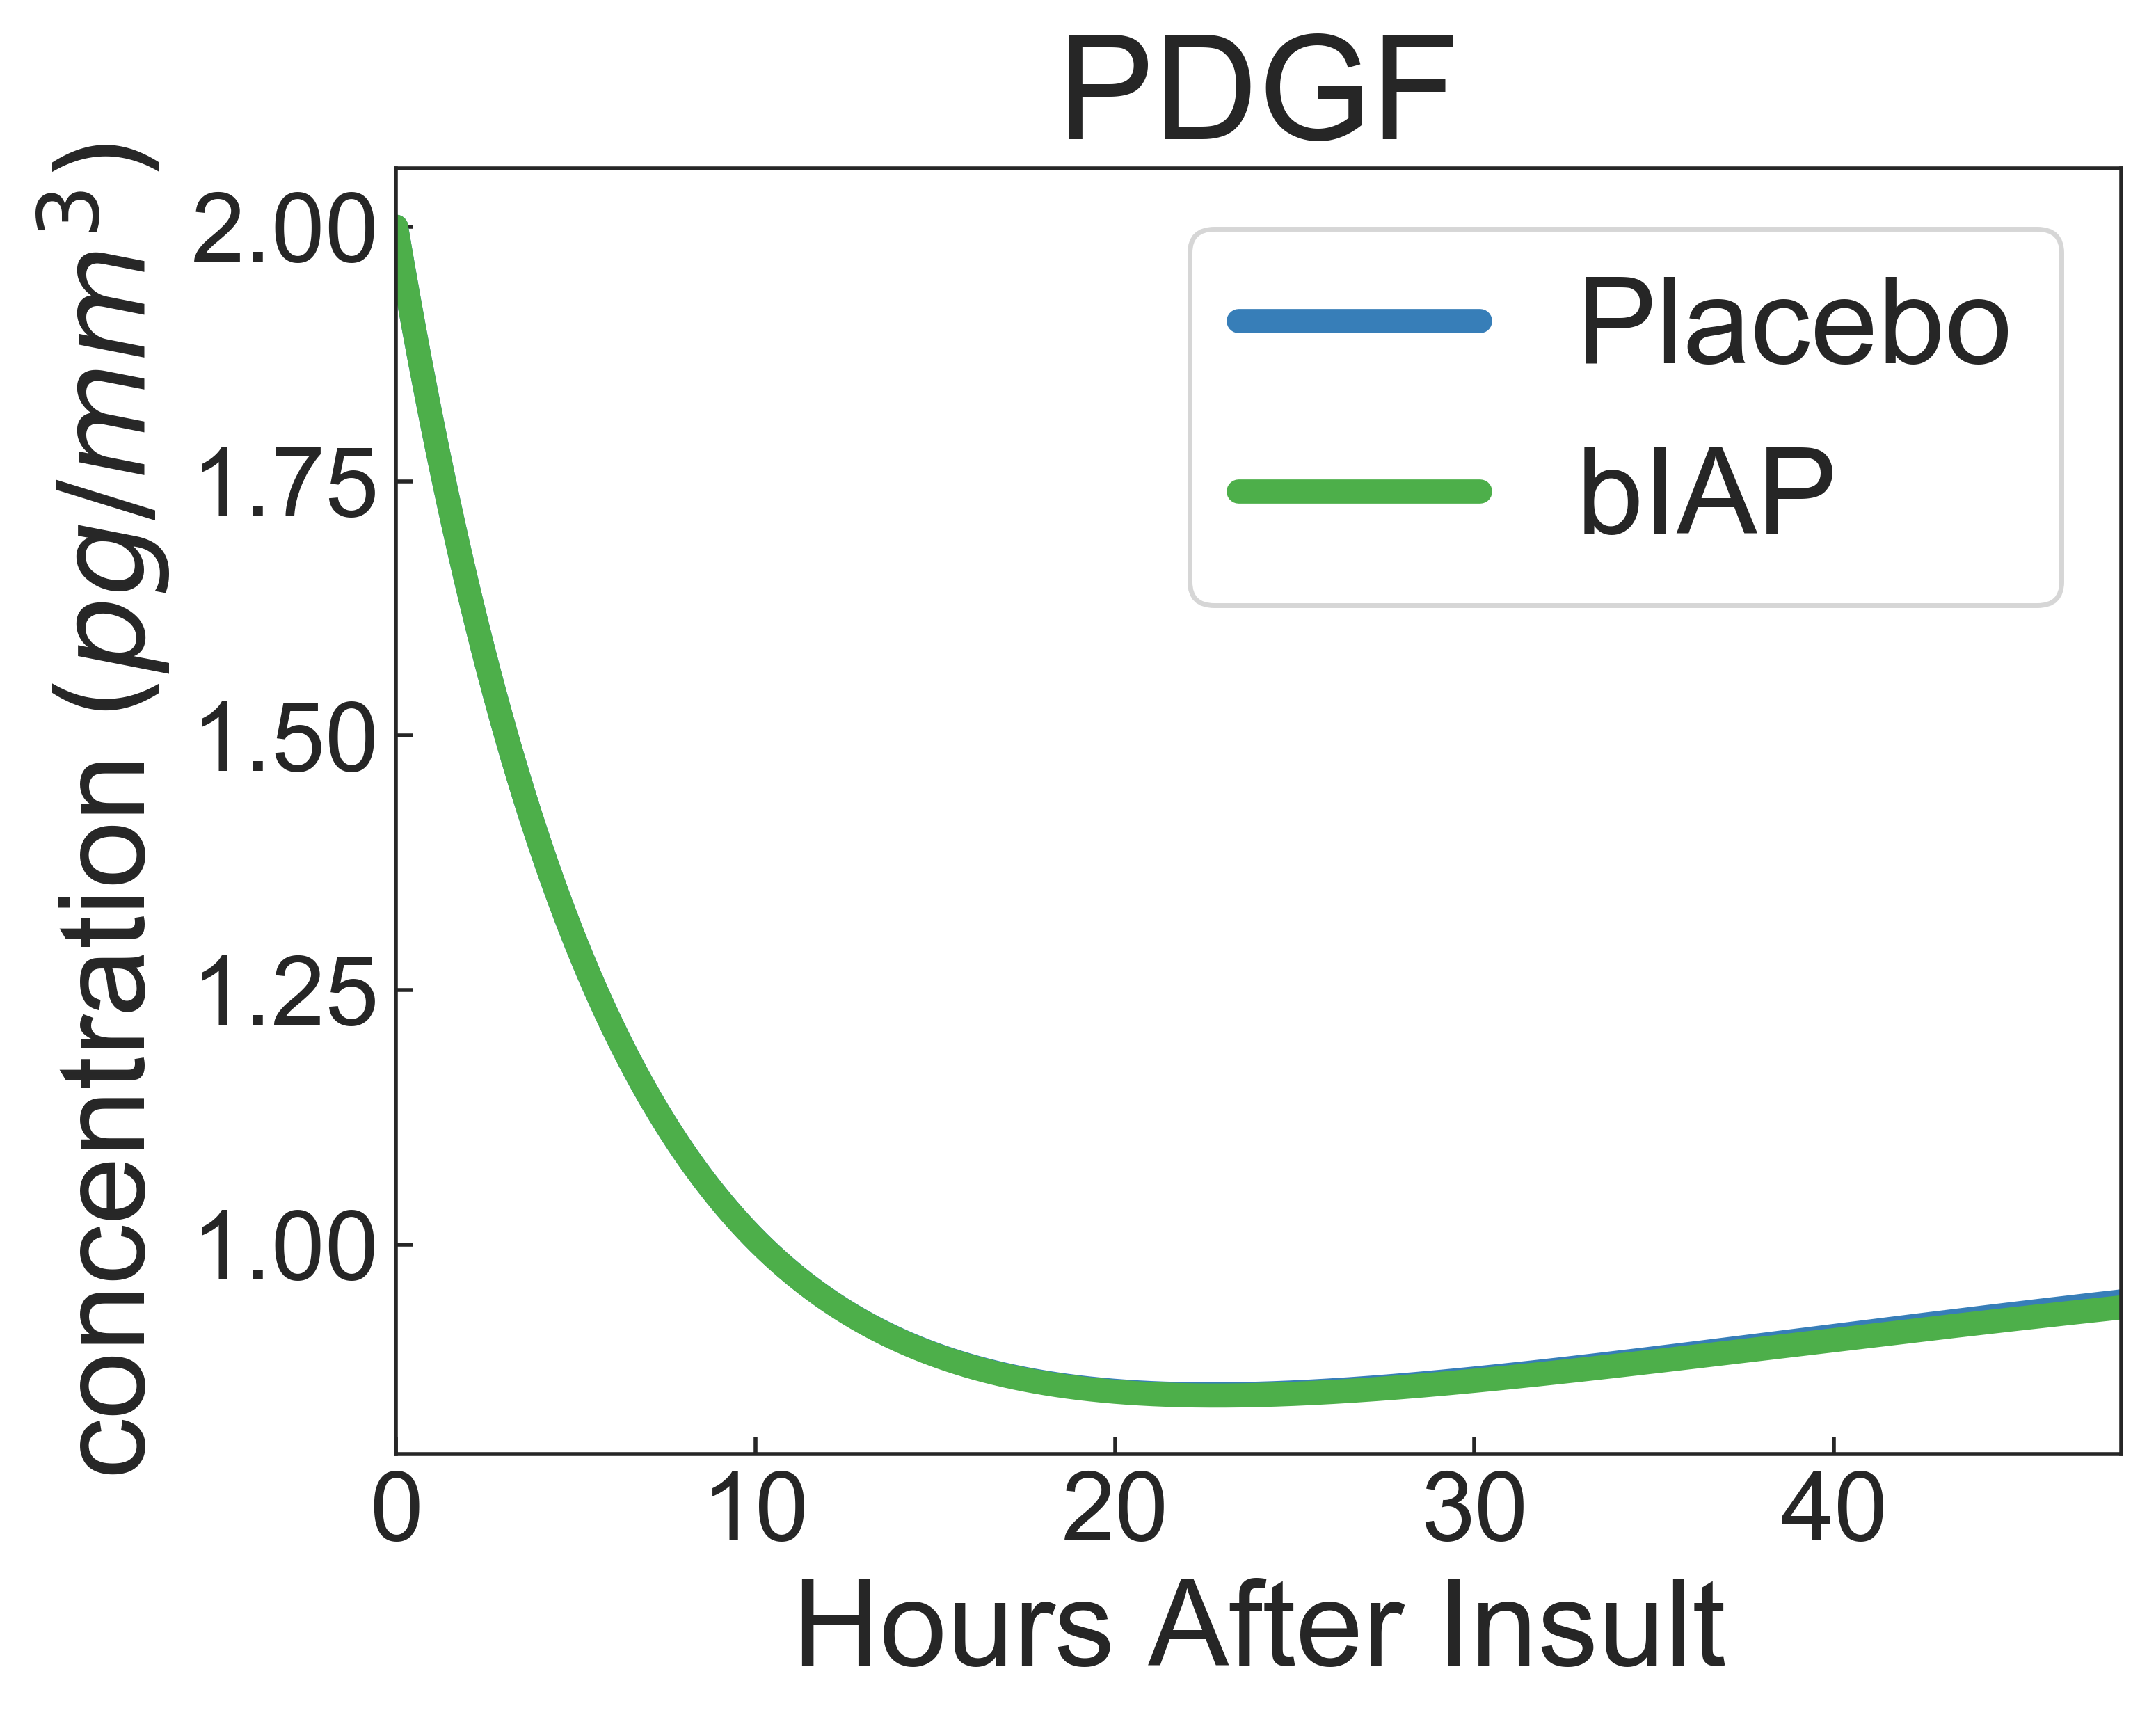 PDGF
concentration (pg/mm³)
2.00
1.75
1.50
1.25
1.00
Placebo
bIAP
0 10 20 30 40
Hours After Insult